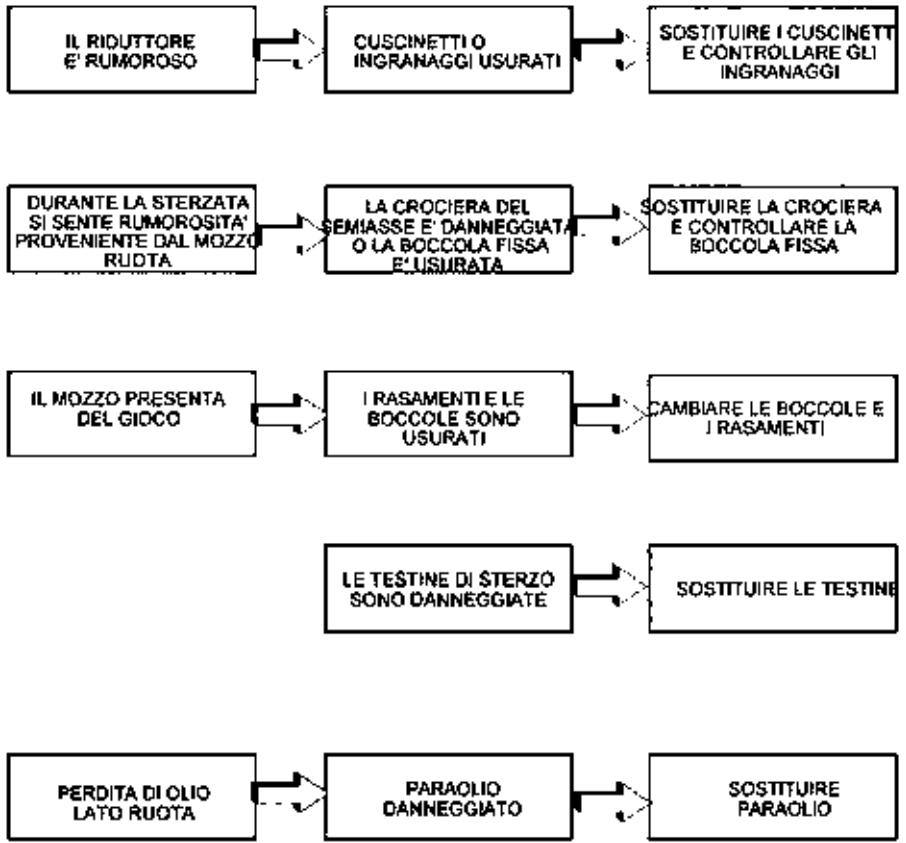 IL RIDUTTORE
E' RUMOROSO
CUSCINETTI O
INGRANAGGI USURATI
SOSTITUIRE I CUSCINETT
E CONTROLLARE GLI
INGRANAGGI
DURANTE LA STERZATA
SI SENTE RUMOROSITA'
PROVENIENTE DAL MOZZO
RUOTA
LA CROCIERA DEL
SEMIASSE E' DANNEGGIATA
O LA BOCCOLA FISSA
E' USURATA
SOSTITUIRE LA CROCIERA
E CONTROLLARE LA
BOCCOLA FISSA
IL MOZZO PRESENTA
DEL GIOCO
I RASAMENTI E LE
BOCCOLE SONO
USURATI
CAMBIARE LE BOCCOLE E
I RASAMENTI
LE TESTINE DI STERZO
SONO DANNEGGIATE
SOSTITUIRE LE TESTINE
PERDITA DI OLIO
LATO RUOTA
PARAOLIO
DANNEGGIATO
SOSTITUIRE
PARAOLIO